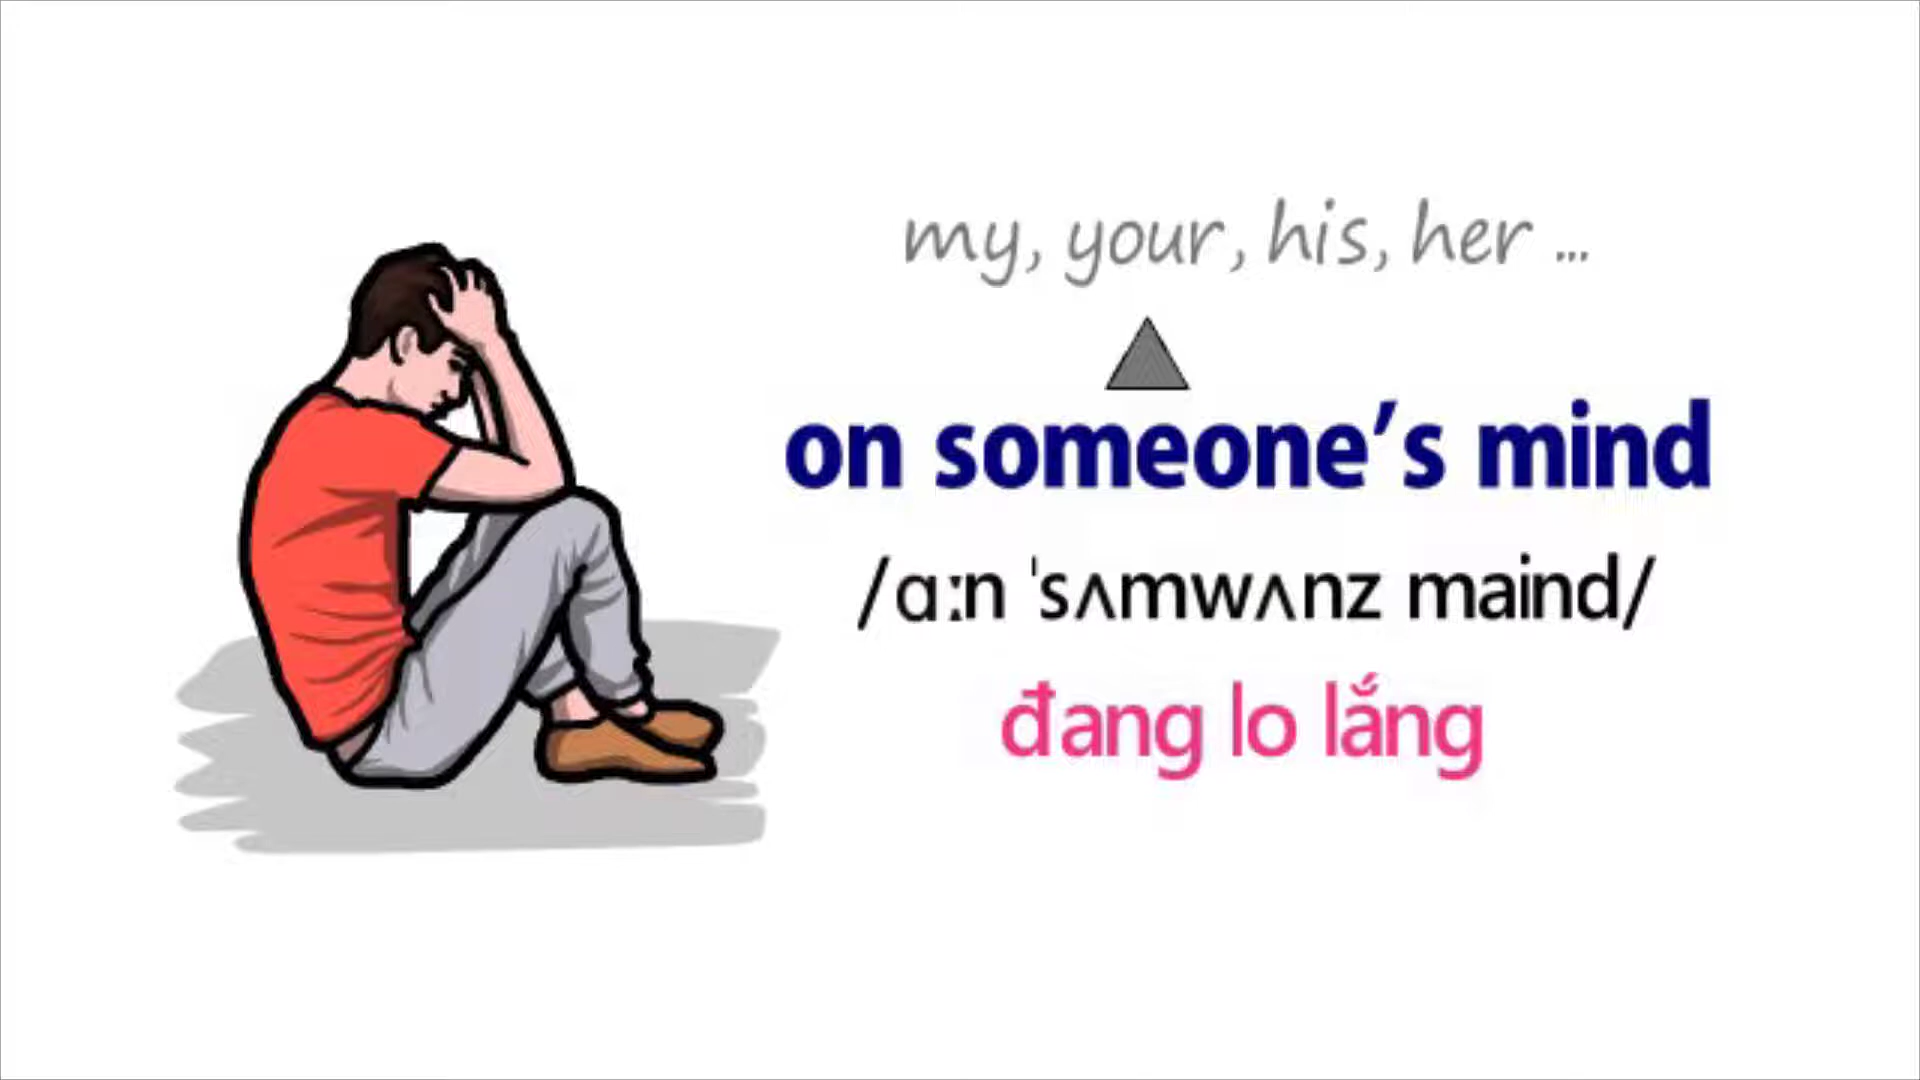 my, your, his, her ...
on someone’s mind
/ɑːn ˈsʌmwʌnz maind/
đang lo lắng